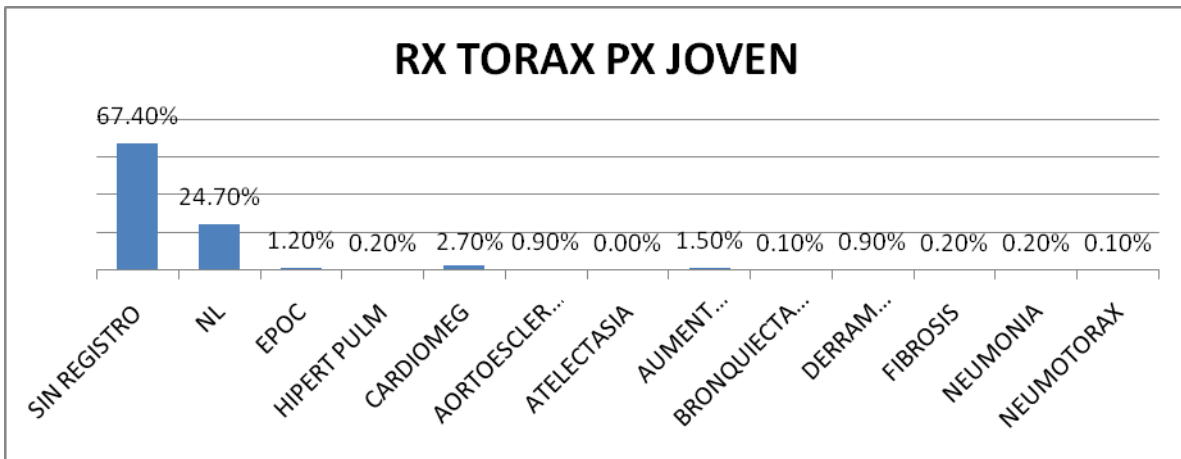 RX TORAX PX JOVEN
67.40%
24.70%
1.20%
0.20%
2.70%
0.90%
0.00%
1.50%
0.10%
0.90%
0.20%
0.20%
0.10%
SIN REGISTRO
NL
EPOC
HIPERT PULM
CARDIOMEG
AORTOESCLER...
ATELECTASIA
AUMENT...
BRONQUIECTA...
DERRAM...
FIBROSIS
NEUMONIA
NEUMOTORAX